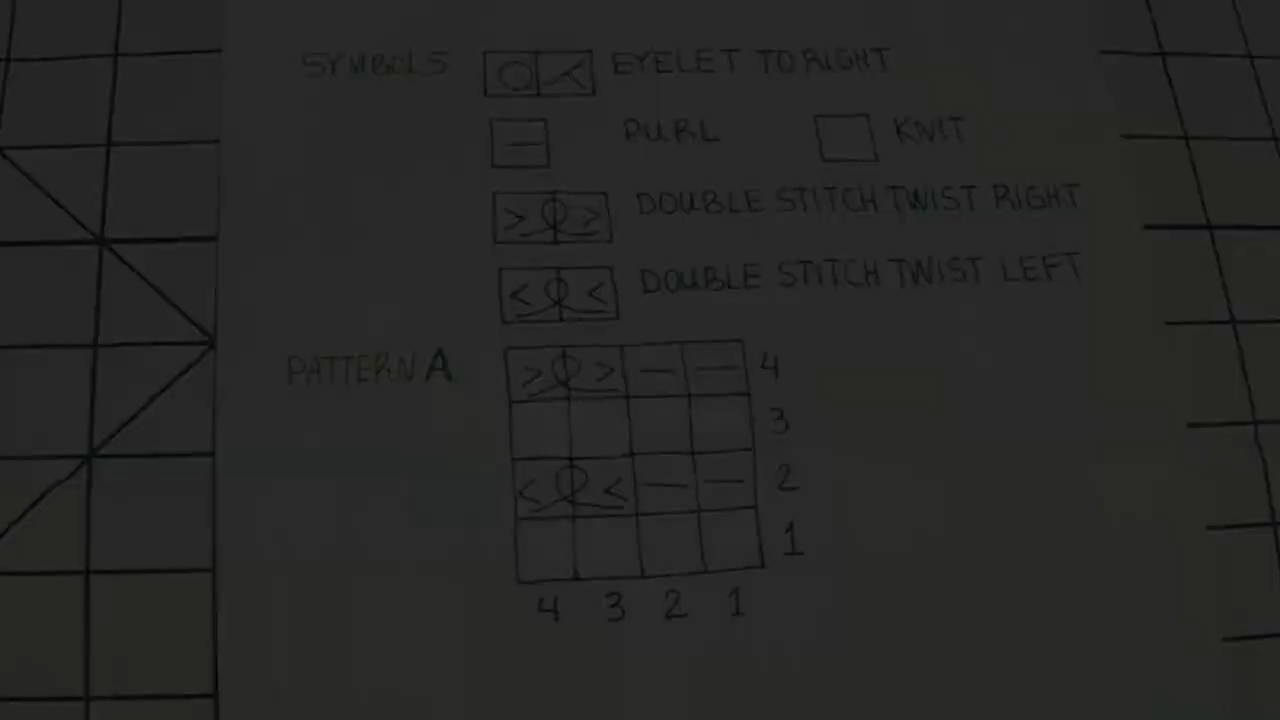 SYMBOLS O< EYELET TO RIGHT
— PURL KNIT
> > DOUBLE STITCH TWIST RIGHT
< < DOUBLE STITCH TWIST LEFT
PATTERN A > > — — 4
3
< < — — 2
1
4 3 2 1